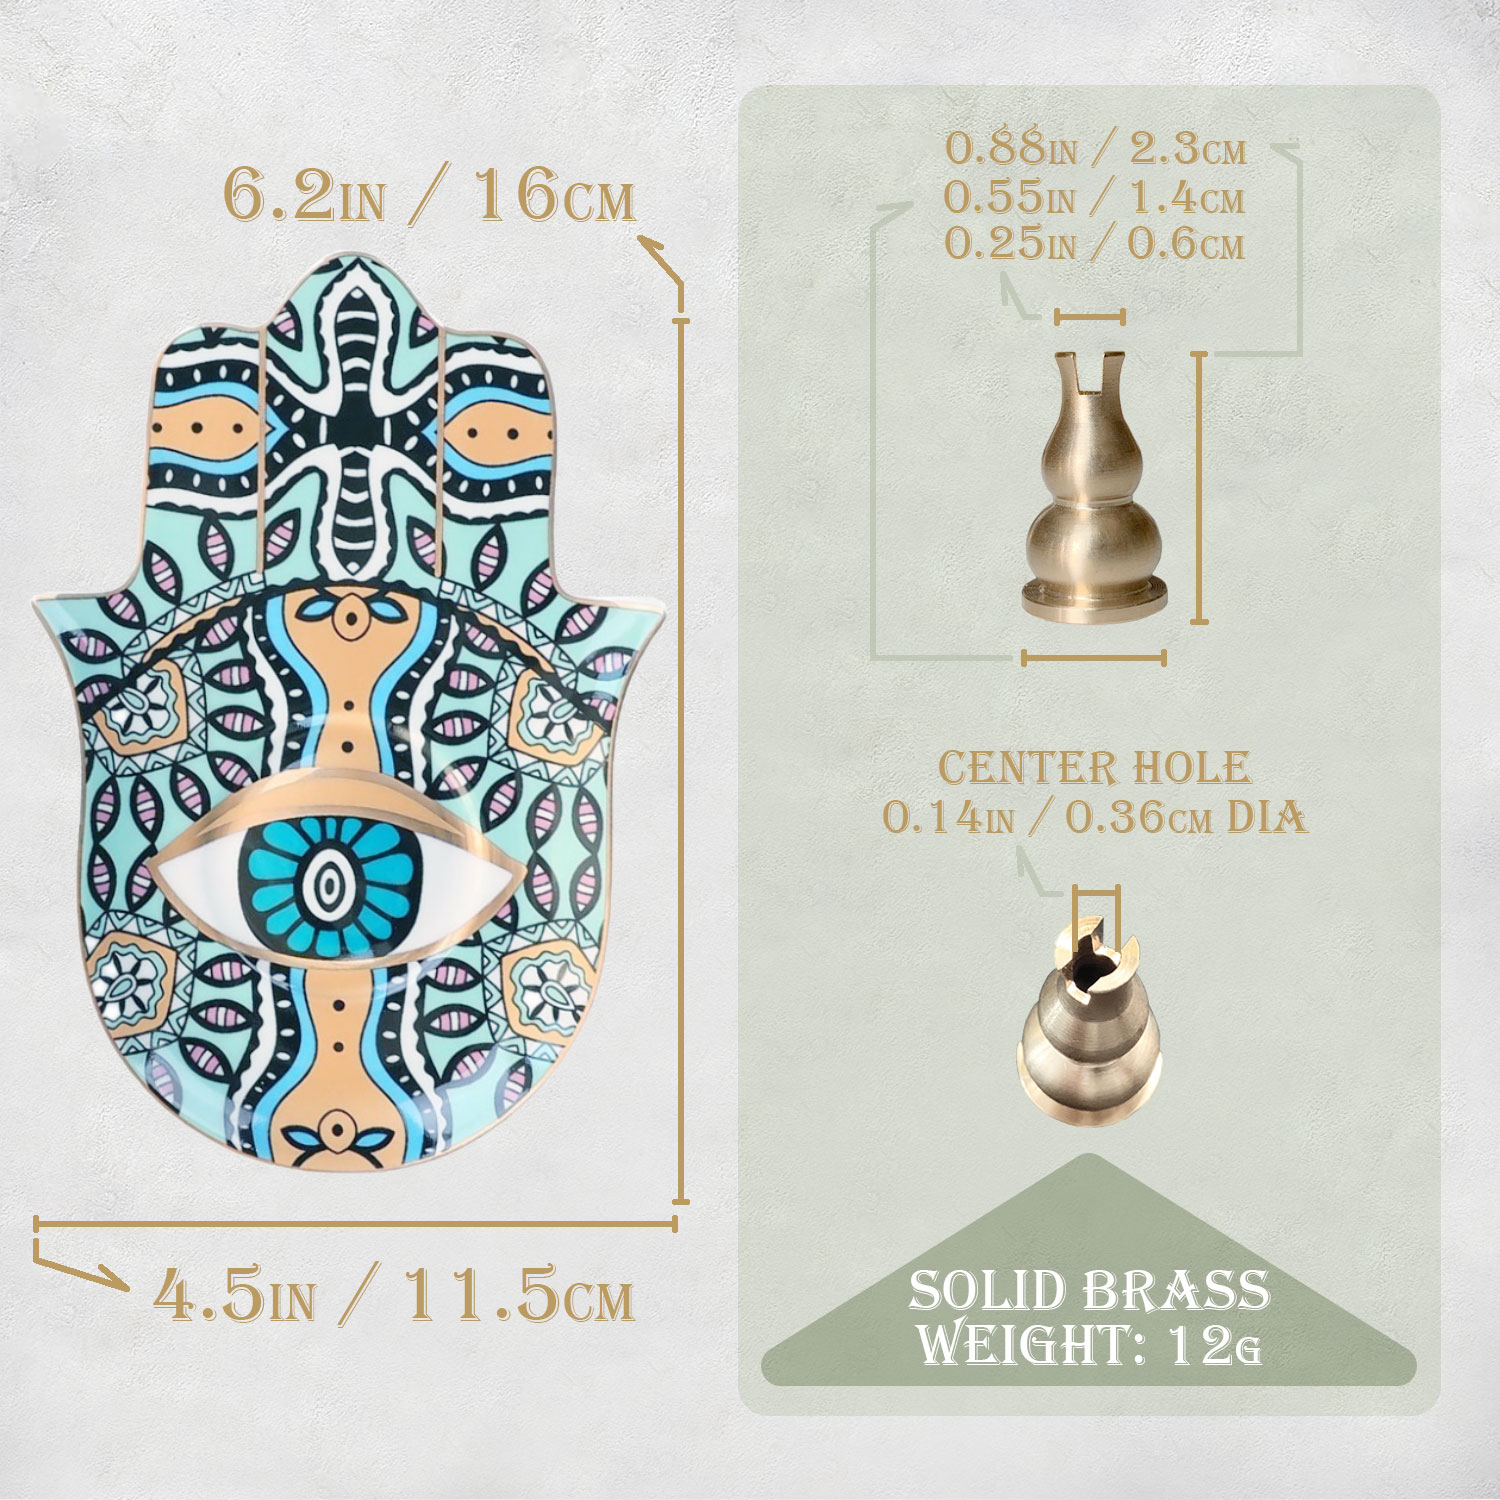 6.2IN / 16CM
4.5IN / 11.5CM
0.88IN / 2.3CM
0.55IN / 1.4CM
0.25IN / 0.6CM
CENTER HOLE
0.14IN / 0.36CM DIA
SOLID BRASS
WEIGHT: 12G